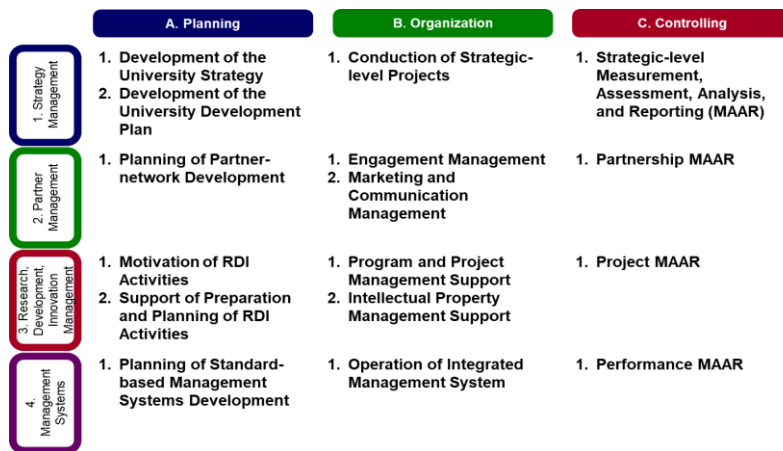 A. Planning
B. Organization
C. Controlling
1. Strategy
Management
1. Development of the
University Strategy
2. Development of the
University Development
Plan
1. Conduction of Strategic-
level Projects
1. Strategic-level
Measurement,
Assessment, Analysis,
and Reporting (MAAR)
2. Partner
Management
1. Planning of Partner-
network Development
1. Engagement Management
2. Marketing and
Communication
Management
1. Partnership MAAR
3. Research,
Development,
Innovation
Management
1. Motivation of RDI
Activities
2. Support of Preparation
and Planning of RDI
Activities
1. Program and Project
Management Support
2. Intellectual Property
Management Support
1. Project MAAR
4.
Management
Systems
1. Planning of Standard-
based Management
Systems Development
1. Operation of Integrated
Management System
1. Performance MAAR